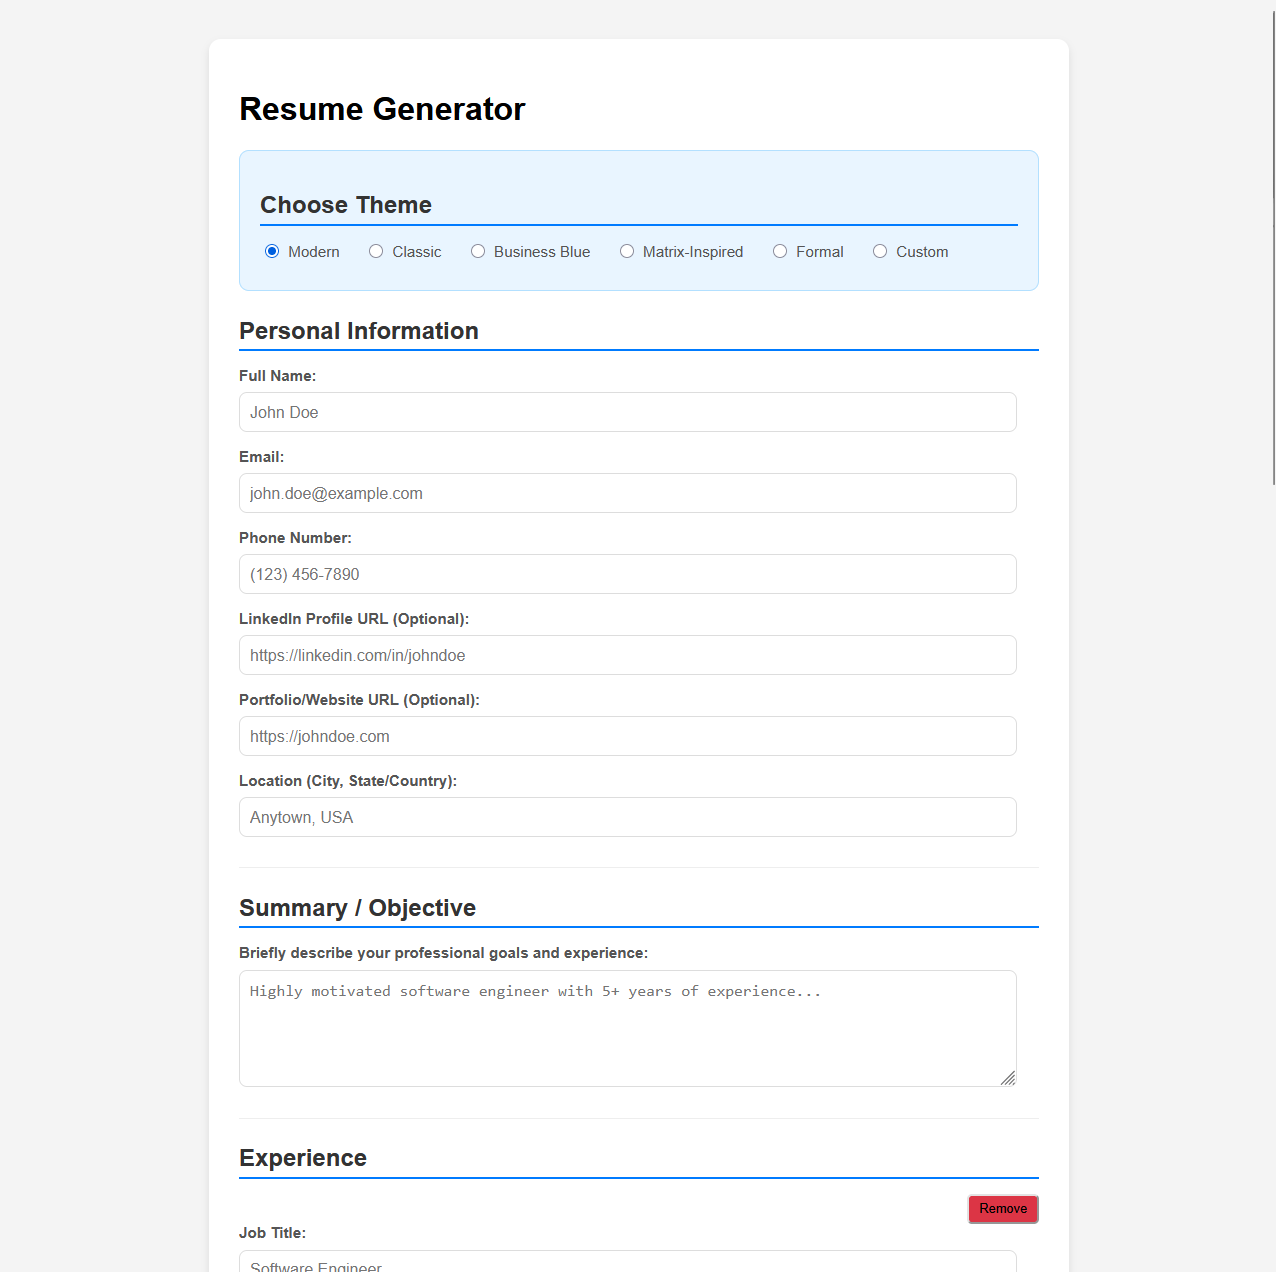 Resume Generator
Choose Theme
Modern Classic Business Blue Matrix-Inspired Formal Custom
Personal Information
Full Name:
John Doe
Email:
john.doe@example.com
Phone Number:
(123) 456-7890
LinkedIn Profile URL (Optional):
https://linkedin.com/in/johndoe
Portfolio/Website URL (Optional):
https://johndoe.com
Location (City, State/Country):
Anytown, USA
Summary / Objective
Briefly describe your professional goals and experience:
Highly motivated software engineer with 5+ years of experience...
Experience
Remove
Job Title:
Software Engineer